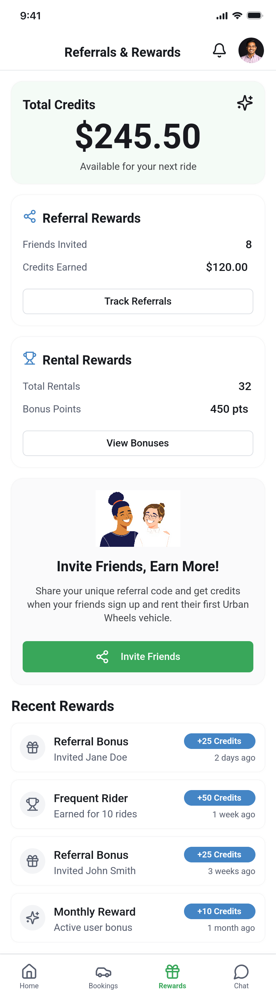 9:41
Referrals & Rewards
Total Credits
$245.50
Available for your next ride
Referral Rewards
Friends Invited 8
Credits Earned $120.00
Track Referrals
Rental Rewards
Total Rentals 32
Bonus Points 450 pts
View Bonuses
Invite Friends, Earn More!
Share your unique referral code and get credits
when your friends sign up and rent their first Urban
Wheels vehicle.
Invite Friends
Recent Rewards
Referral Bonus +25 Credits
Invited Jane Doe 2 days ago
Frequent Rider +50 Credits
Earned for 10 rides 1 week ago
Referral Bonus +25 Credits
Invited John Smith 3 weeks ago
Monthly Reward +10 Credits
Active user bonus 1 month ago
Home Bookings Rewards Chat